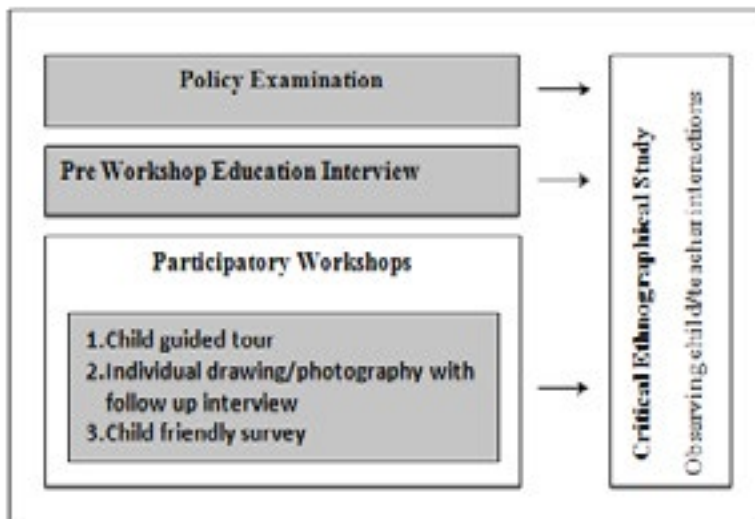 Policy Examination
Pre Workshop Education Interview
Participatory Workshops
1.Child guided tour
2.Individual drawing/photography with
follow up interview
3.Child friendly survey
Critical Ethnographical Study
Observing child/teacher interactions